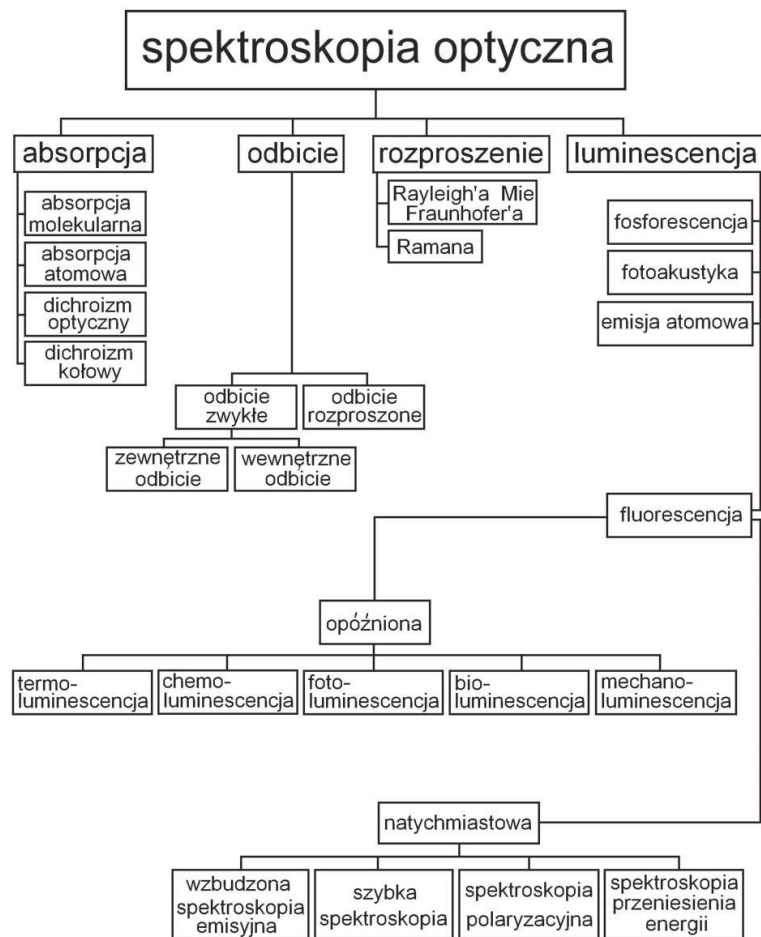 spektroskopia optyczna
absorpcja
odbicie
rozproszenie
luminescencja
absorpcja
molekularna
absorpcja
atomowa
dichroizm
optyczny
dichroizm
kołowy
odbicie
zwykłe
odbicie
rozproszone
zewnętrzne
odbicie
wewnętrzne
odbicie
Rayleigh'a Mie
Fraunhofer'a
Ramana
fosforescencja
fotoakustyka
emisja atomowa
fluorescencja
opóźniona
termo-
luminescencja
chemo-
luminescencja
foto-
luminescencja
bio-
luminescencja
mechano-
luminescencja
natychmiastowa
wzbudzona
spektroskopia
emisyjna
szybka
spektroskopia
spektroskopia
polaryzacyjna
spektroskopia
przeniesienia
energii